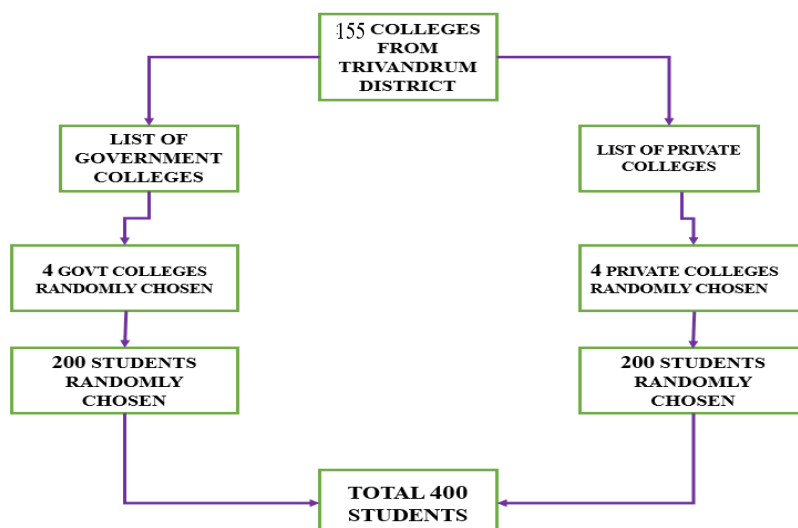 155 COLLEGES
FROM
TRIVANDRUM
DISTRICT
LIST OF
GOVERNMENT
COLLEGES
LIST OF PRIVATE
COLLEGES
4 GOVT COLLEGES
RANDOMLY CHOSEN
4 PRIVATE COLLEGES
RANDOMLY CHOSEN
200 STUDENTS
RANDOMLY
CHOSEN
200 STUDENTS
RANDOMLY
CHOSEN
TOTAL 400
STUDENTS